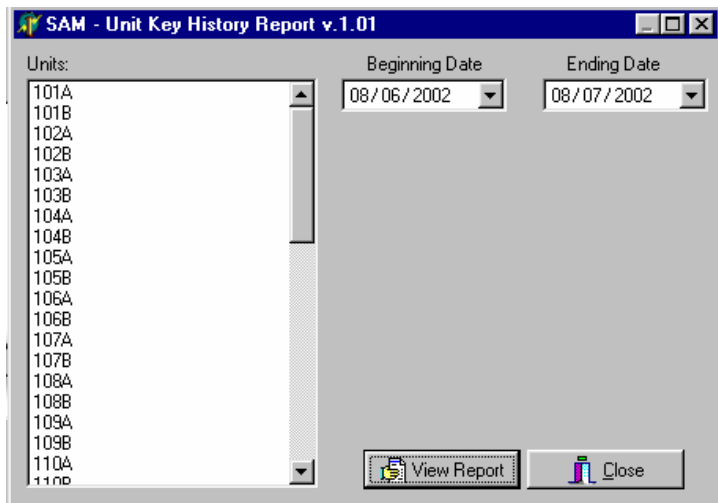 SAM - Unit Key History Report v.1.01
Units:
Beginning Date
Ending Date
08/06/2002
08/07/2002
101A
101B
102A
102B
103A
103B
104A
104B
105A
105B
106A
106B
107A
107B
108A
108B
109A
109B
110A
110B
View Report
Close